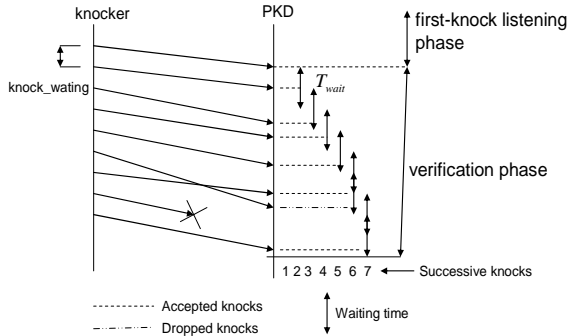 knocker
PKD
first-knock listening
phase
knock_wating
Twait
verification phase
1 2 3 4 5 6 7
Successive knocks
Accepted knocks
Dropped knocks
Waiting time